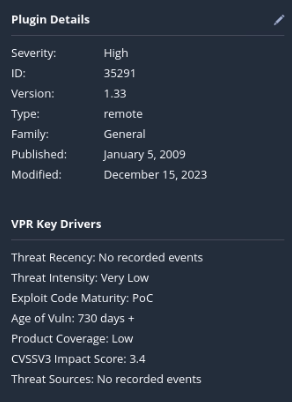 Plugin Details
Severity: High
ID: 35291
Version: 1.33
Type: remote
Family: General
Published: January 5, 2009
Modified: December 15, 2023
VPR Key Drivers
Threat Recency: No recorded events
Threat Intensity: Very Low
Exploit Code Maturity: PoC
Age of Vuln: 730 days +
Product Coverage: Low
CVSSV3 Impact Score: 3.4
Threat Sources: No recorded events